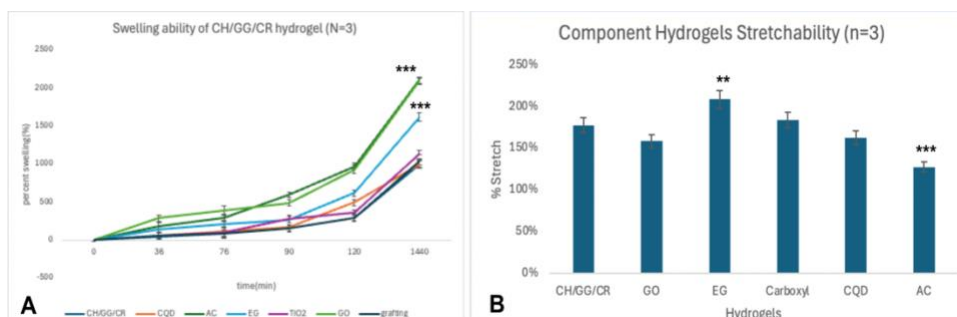 Swelling ability of CH/GG/CR hydrogel (N=3)
2500
2000
1500
1000
500
0
-500
percent swelling(%)
***
***
0 36 76 90 120 1440
time(min)
A
CH/GG/CR CQD AC EG TIO2 GO grafting
Component Hydrogels Stretchability (n=3)
250%
200%
150%
100%
50%
0%
% Stretch
**
***
CH/GG/CR GO EG Carboxyl CQD AC
Hydrogels
B